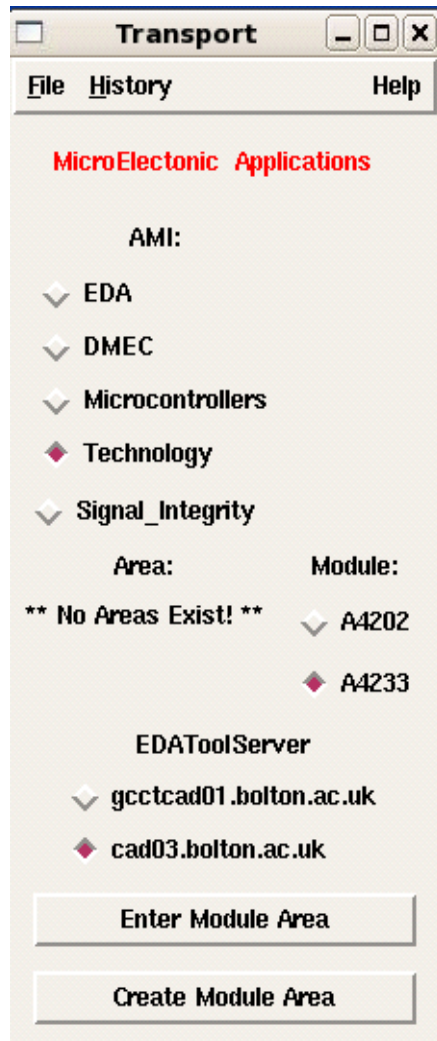 Transport
File History Help
MicroElectonic Applications
AMI:
EDA
DMEC
Microcontrollers
Technology
Signal_Integrity
Area: Module:
** No Areas Exist! ** A4202
A4233
EDAToolServer
gcctcad01.bolton.ac.uk
cad03.bolton.ac.uk
Enter Module Area
Create Module Area